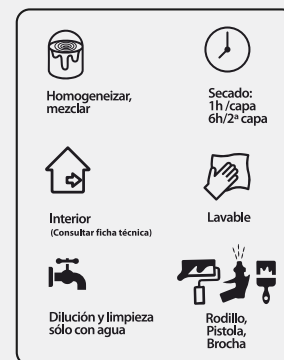 Homogeneizar,
mezclar
Secado:
1h /capa
6h/2ª capa
Interior
(Consultar ficha técnica)
Lavable
Dilución y limpieza
sólo con agua
Rodillo,
Pistola,
Brocha